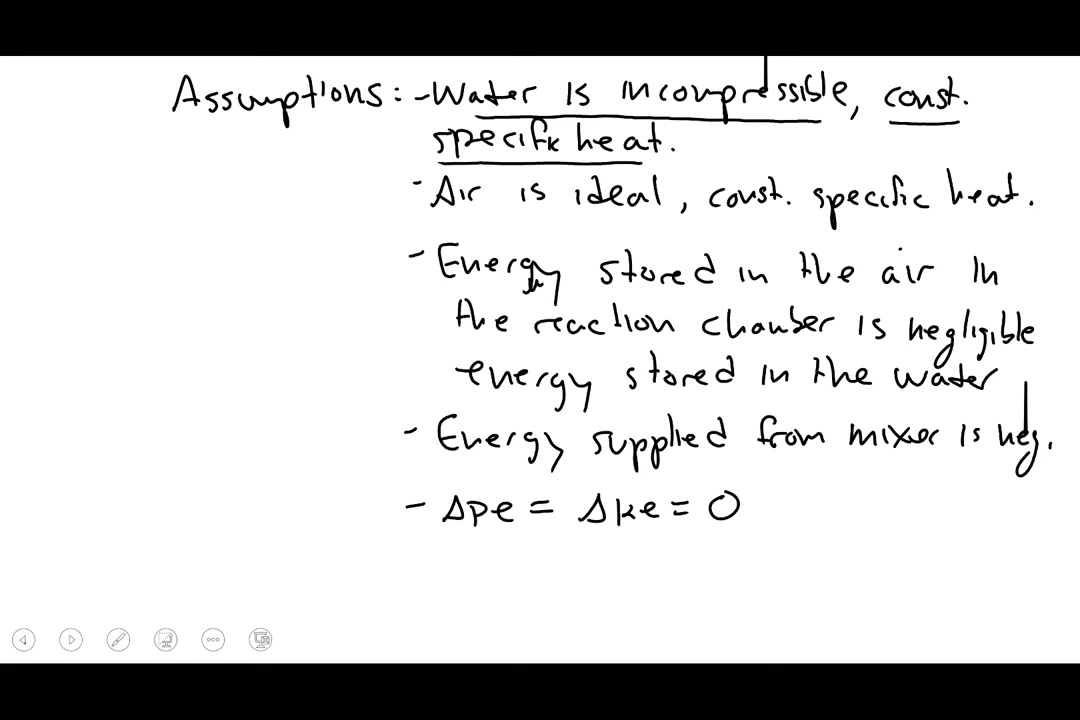 Assumptions: - Water is incompressible, const.
specific heat.
- Air is ideal, const. specific heat.
- Energy stored in the air in
the reaction chamber is negligible
energy stored in the water
- Energy supplied from mixer is neg.
- Δpe = Δke = 0